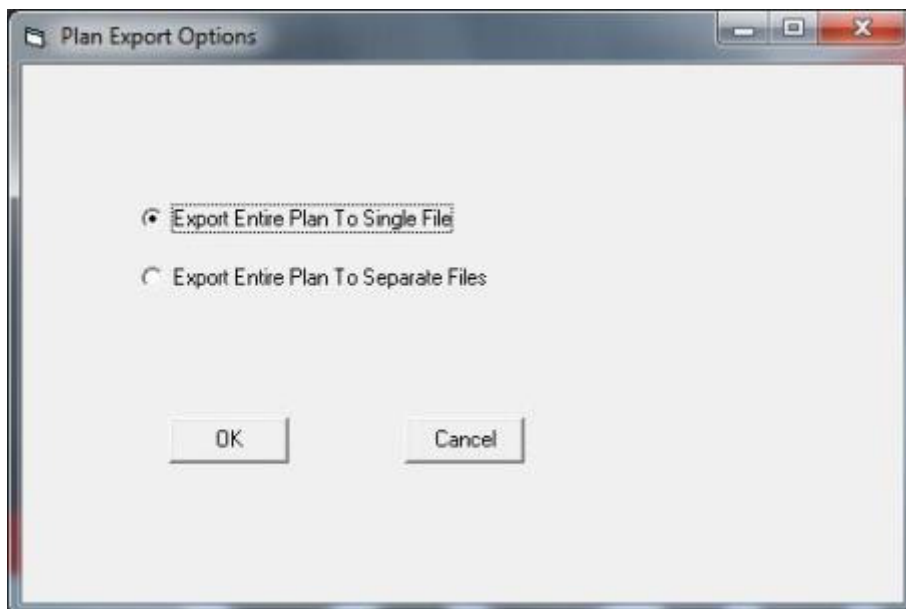 Plan Export Options
Export Entire Plan To Single File
Export Entire Plan To Separate Files
OK
Cancel